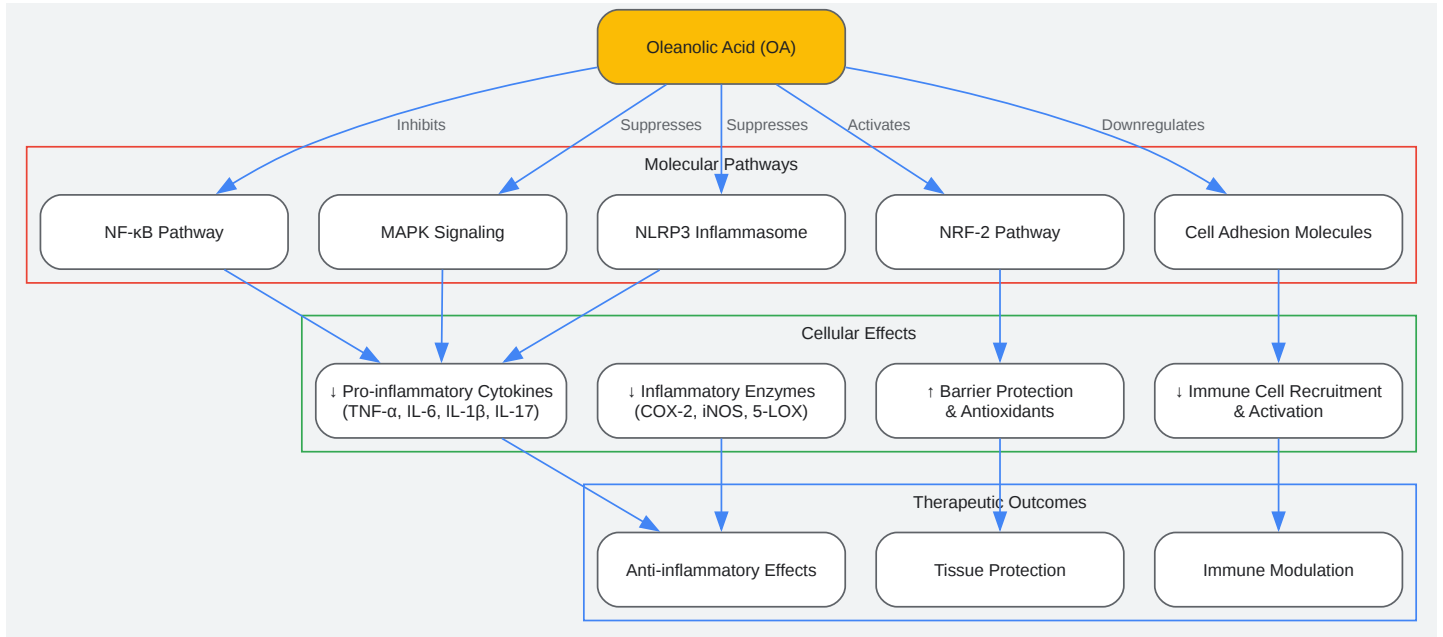 Oleanolic Acid (OA)
Inhibits
Suppresses
Suppresses
Activates
Downregulates
Molecular Pathways
NF-κB Pathway
MAPK Signaling
NLRP3 Inflammasome
NRF-2 Pathway
Cell Adhesion Molecules
Cellular Effects
↓ Pro-inflammatory Cytokines
(TNF-α, IL-6, IL-1β, IL-17)
↓ Inflammatory Enzymes
(COX-2, iNOS, 5-LOX)
↑ Barrier Protection
& Antioxidants
↓ Immune Cell Recruitment
& Activation
Therapeutic Outcomes
Anti-inflammatory Effects
Tissue Protection
Immune Modulation